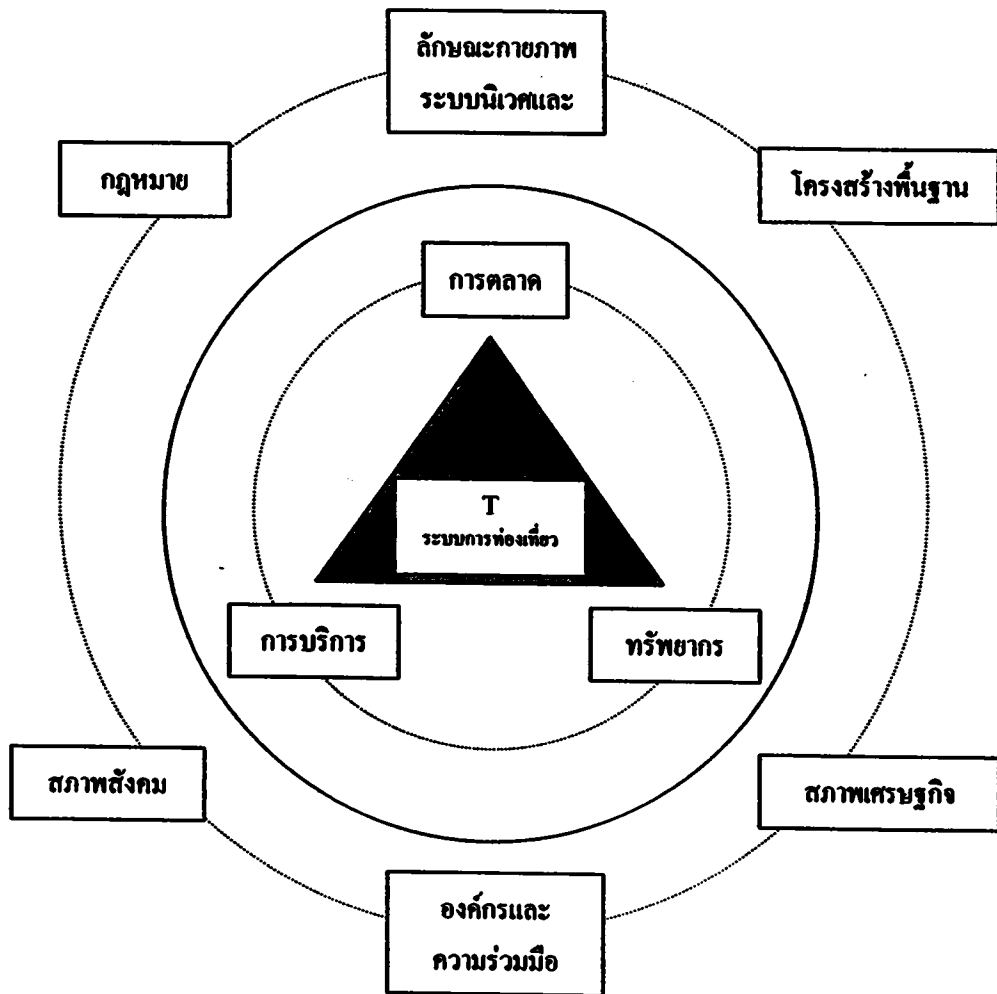 ลักษณะกายภาพ
ระบบนิเวศและ
กฎหมาย
โครงสร้างพื้นฐาน
การตลาด
T
ระบบการท่องเที่ยว
การบริการ
ทรัพยากร
สภาพสังคม
สภาพเศรษฐกิจ
องค์กรและ
ความร่วมมือ